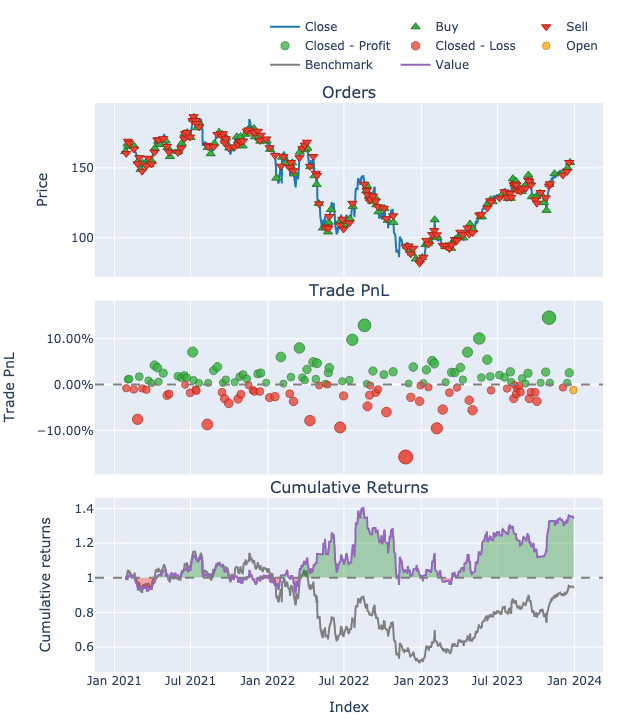 Close Buy Sell
Closed - Profit Closed - Loss Open
Benchmark Value
Orders
150
100
Price
Trade PnL
10.00%
0.00%
−10.00%
Trade PnL
Cumulative Returns
1.4
1.2
1
0.8
0.6
Cumulative returns
Jan 2021 Jul 2021 Jan 2022 Jul 2022 Jan 2023 Jul 2023 Jan 2024
Index